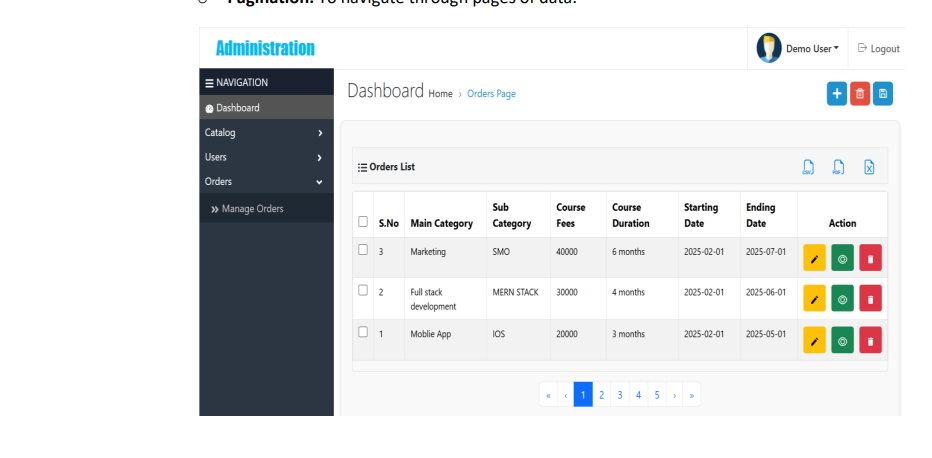 ○ Pagination: To navigate through pages of data.
Administration
Demo User
Logout
NAVIGATION
Dashboard
Catalog
Users
Orders
Manage Orders
Dashboard Home › Orders Page
Orders List
CSV PDF X
S.No Main Category Sub Category Course Fees Course Duration Starting Date Ending Date Action
3 Marketing SMO 40000 6 months 2025-02-01 2025-07-01
2 Full stack development MERN STACK 30000 4 months 2025-02-01 2025-06-01
1 Moblie App IOS 20000 3 months 2025-02-01 2025-05-01
« ‹ 1 2 3 4 5 › »